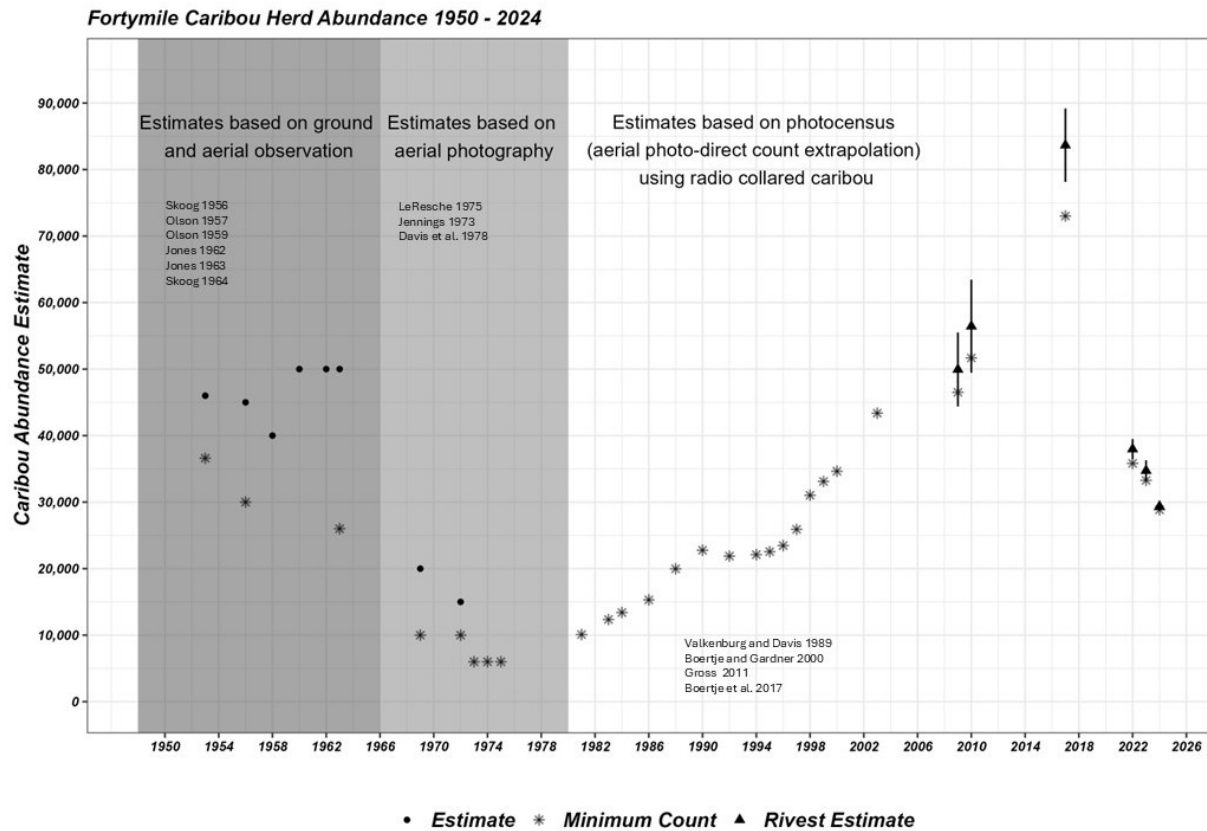 Fortymile Caribou Herd Abundance 1950 - 2024
Caribou Abundance Estimate
90,000
80,000
70,000
60,000
50,000
40,000
30,000
20,000
10,000
0
Estimates based on ground
and aerial observation
Skoog 1956
Olson 1957
Olson 1959
Jones 1962
Jones 1963
Skoog 1964
Estimates based on
aerial photography
LeResche 1975
Jennings 1973
Davis et al. 1978
Estimates based on photocensus
(aerial photo-direct count extrapolation)
using radio collared caribou
Valkenburg and Davis 1989
Boertje and Gardner 2000
Gross 2011
Boertje et al. 2017
1950 1954 1958 1962 1966 1970 1974 1978 1982 1986 1990 1994 1998 2002 2006 2010 2014 2018 2022 2026
Estimate Minimum Count Rivest Estimate